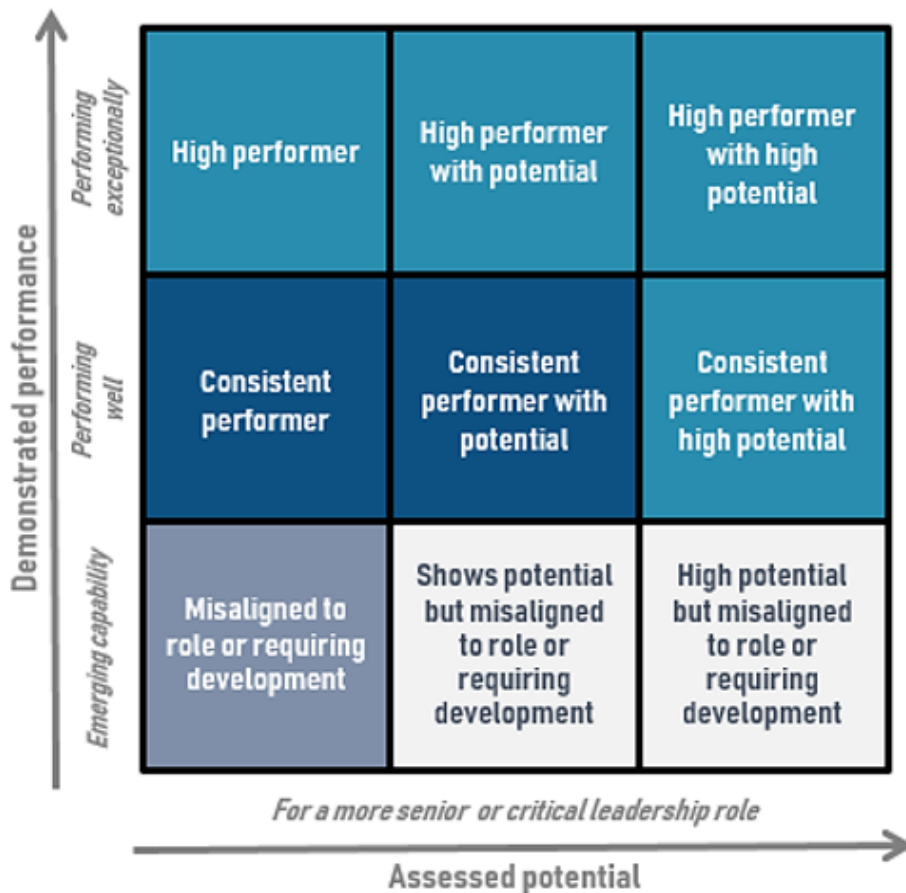 Demonstrated performance
Performing
exceptionally
High performer
High performer
with potential
High performer
with high
potential
Performing
well
Consistent
performer
Consistent
performer with
potential
Consistent
performer with
high potential
Emerging capability
Misaligned to
role or requiring
development
Shows potential
but misaligned
to role or
requiring
development
High potential
but misaligned
to role or
requiring
development
For a more senior or critical leadership role
Assessed potential